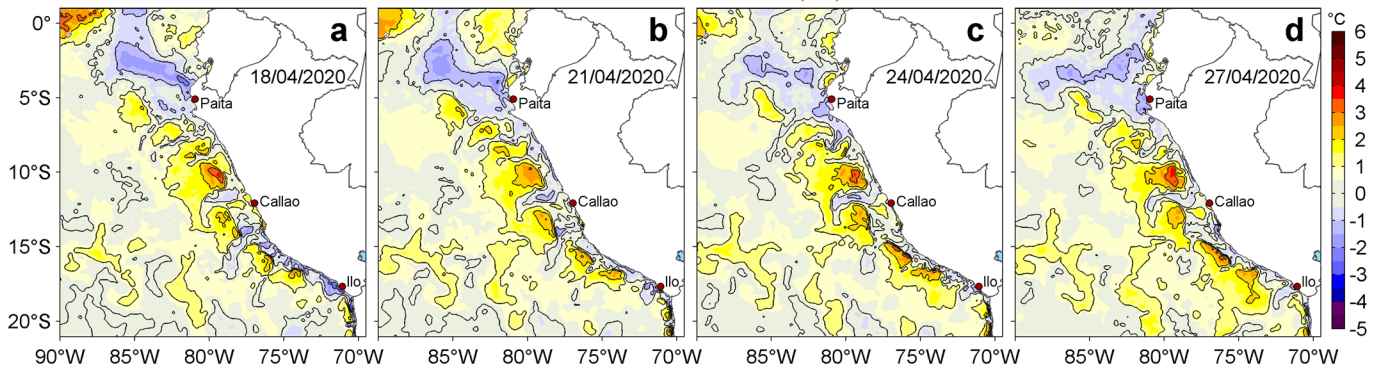 a b c d °C
0° 6
5
18/04/2020 21/04/2020 24/04/2020 27/04/2020 4
5°S Paita Paita Paita Paita 3
2
10°S 1
Callao Callao Callao Callao 0
-1
15°S -2
Ilo Ilo Ilo Ilo -3
-4
20°S -5
90°W 85°W 80°W 75°W 70°W 85°W 80°W 75°W 70°W 85°W 80°W 75°W 70°W 85°W 80°W 75°W 70°W